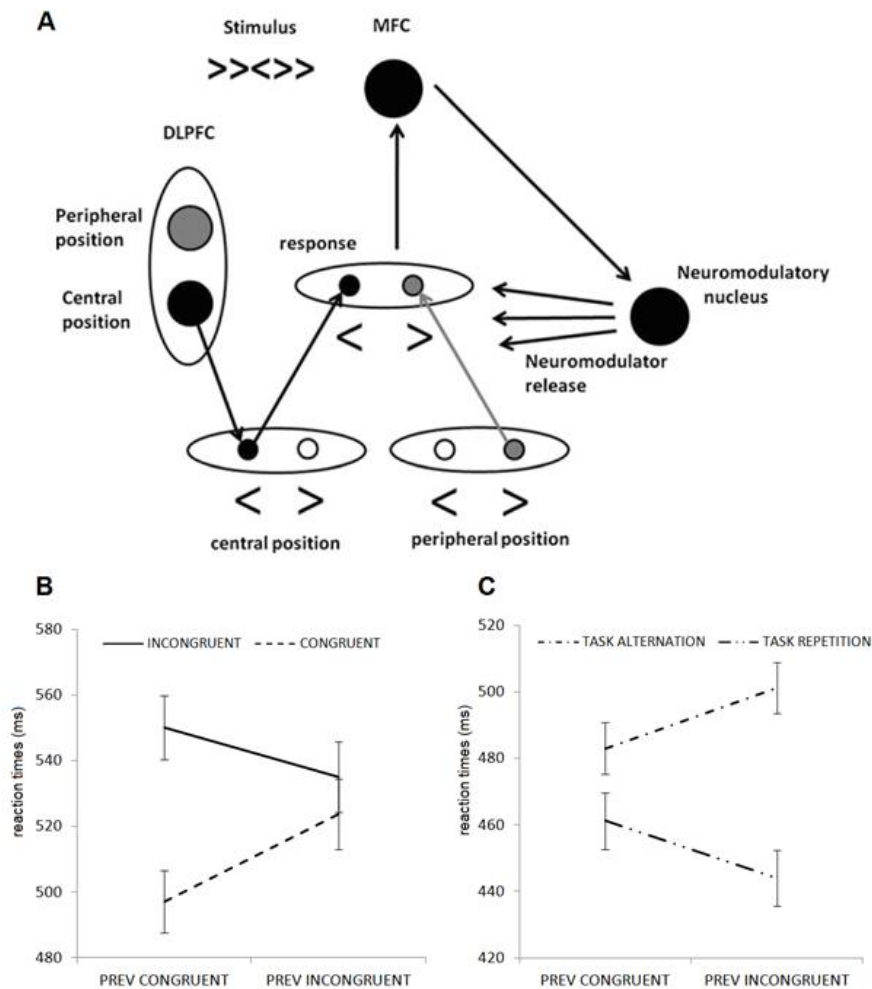 A
Stimulus
MFC
>><>>
DLPFC
Peripheral
position
response
Central
position
Neuromodulatory
nucleus
< >
Neuromodulator
release
< >
< >
central position
peripheral position
B
580
INCONGRUENT
CONGRUENT
560
540
520
500
480
reaction times (ms)
PREV CONGRUENT
PREV INCONGRUENT
C
520
TASK ALTERNATION
TASK REPETITION
500
480
460
440
420
reaction times (ms)
PREV CONGRUENT
PREV INCONGRUENT